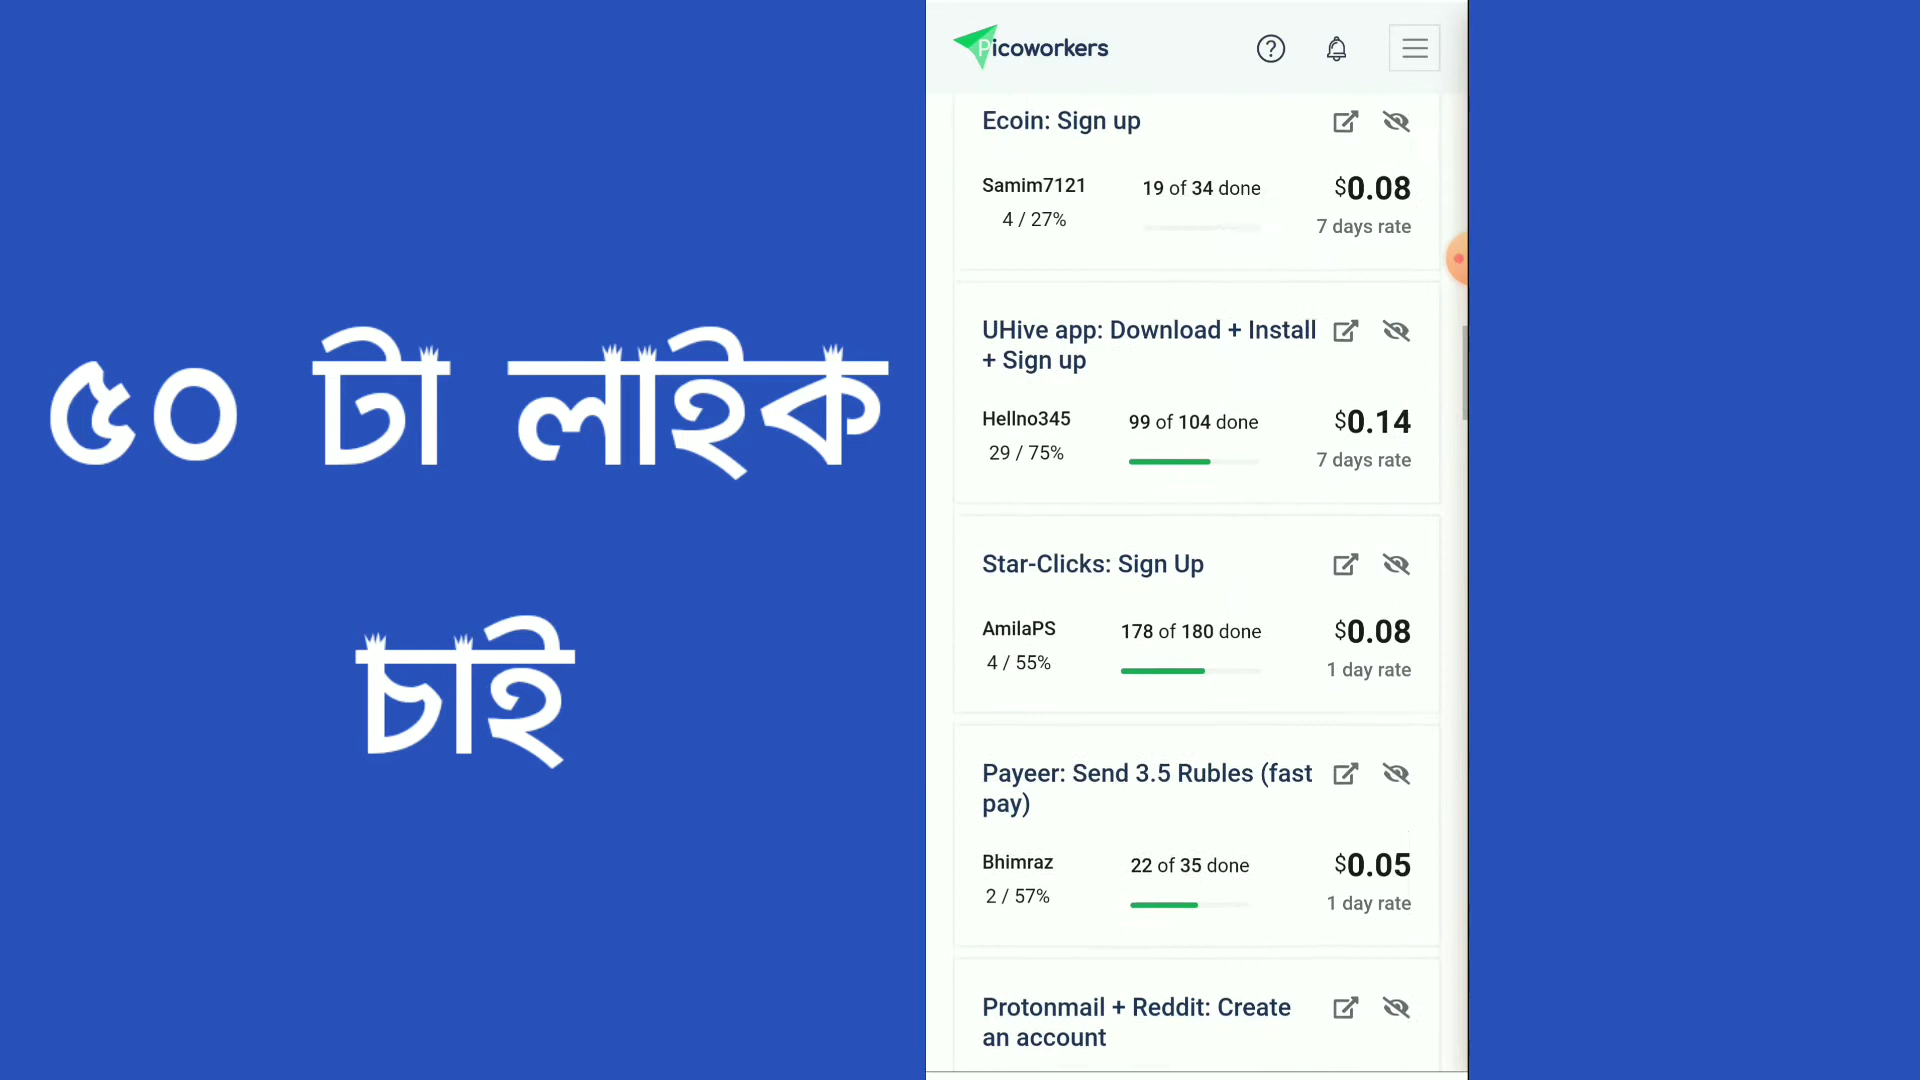 ৫০ টা লাইক
চাই
Picoworkers
Ecoin: Sign up
Samim7121
19 of 34 done
$0.08
4 / 27%
7 days rate
UHive app: Download + Install
+ Sign up
Hellno345
99 of 104 done
$0.14
29 / 75%
7 days rate
Star-Clicks: Sign Up
AmilaPS
178 of 180 done
$0.08
4 / 55%
1 day rate
Payeer: Send 3.5 Rubles (fast
pay)
Bhimraz
22 of 35 done
$0.05
2 / 57%
1 day rate
Protonmail + Reddit: Create
an account